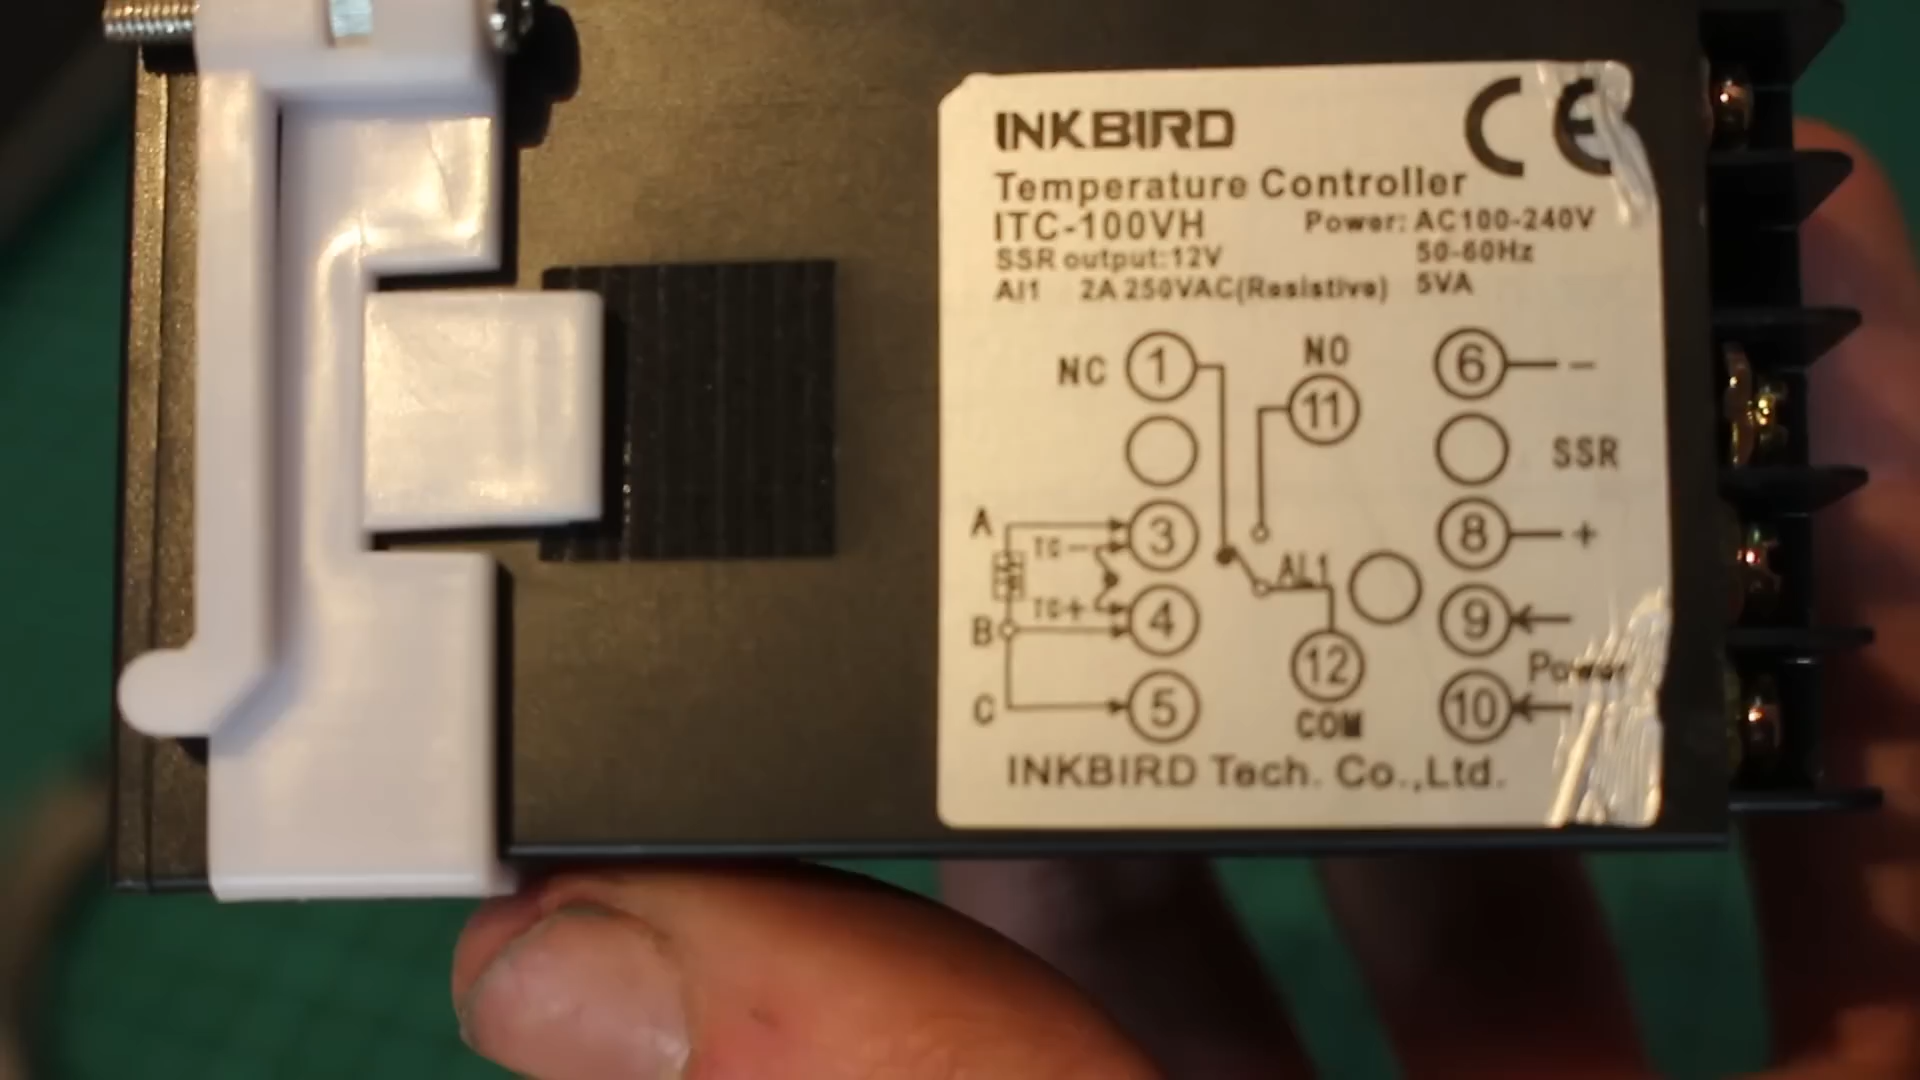 INKBIRD CE
Temperature Controller
ITC-100VH Power: AC100-240V
SSR output:12V 50-60Hz
Al1 2A 250VAC(Resistive) 5VA
NC 1 NO 6 −
11
SSR
A 3 8 +
TC−
AL1
TC+ 4 9
B
12 Power
C 5 COM 10
INKBIRD Tech. Co.,Ltd.